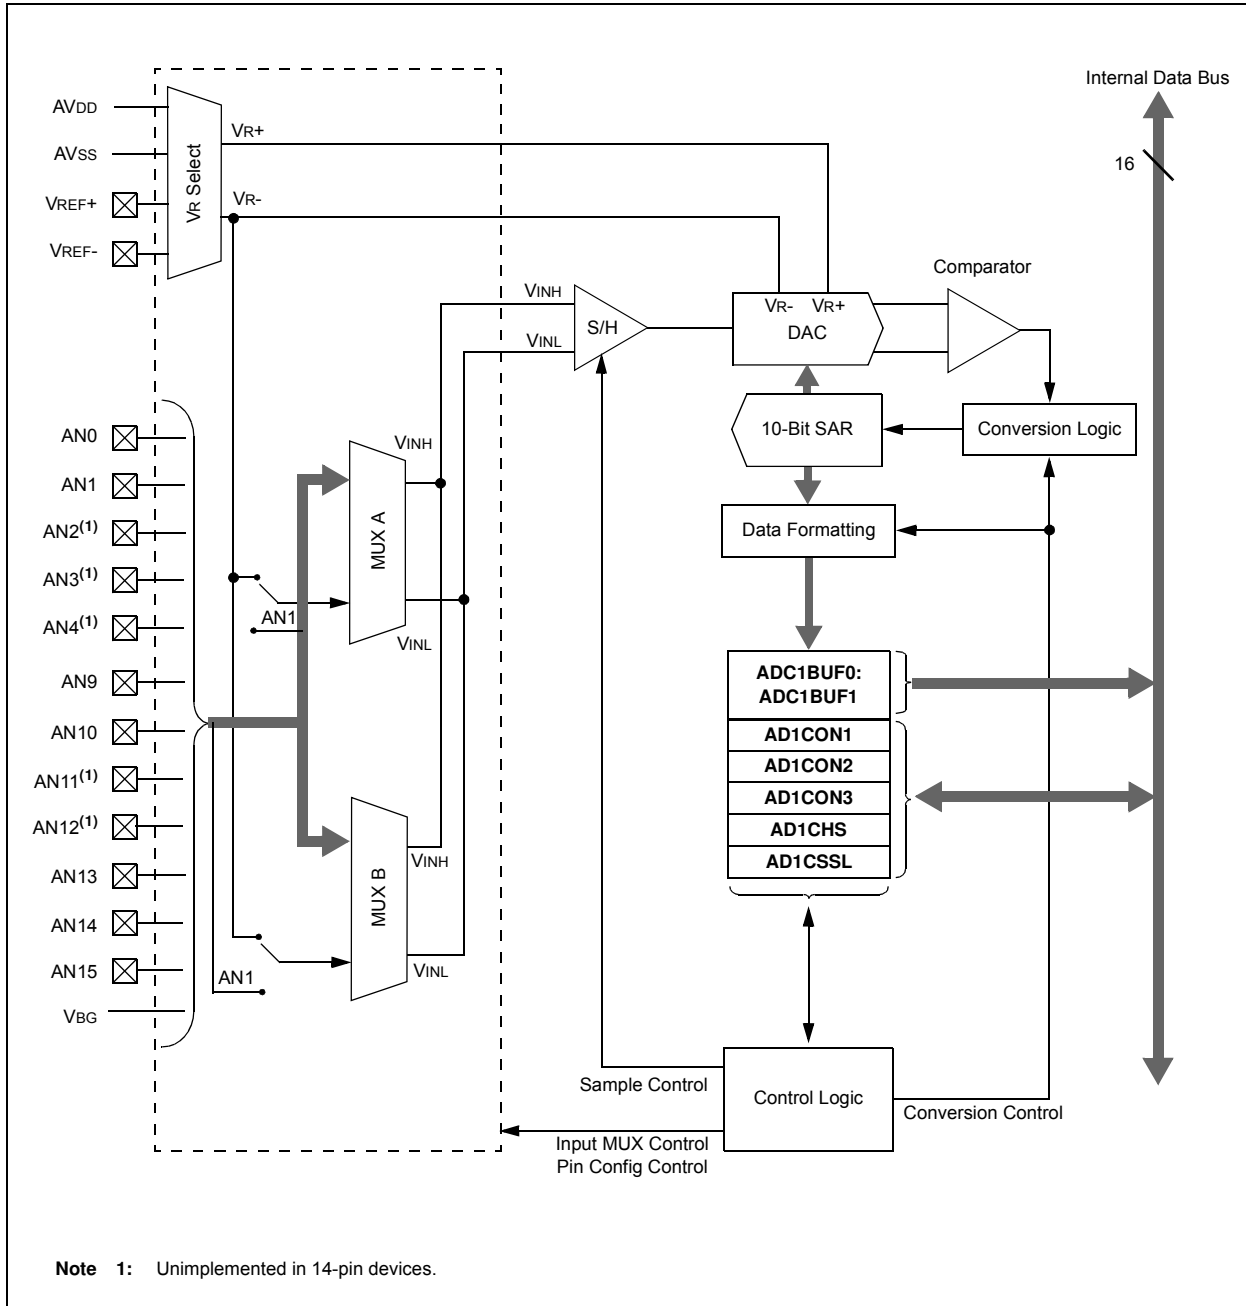 Internal Data Bus
16
AVDD
AVSS
VREF+
VREF-
VR Select
VR+
VR-
Comparator
VINH
VINL
S/H
VR- VR+
DAC
10-Bit SAR
Conversion Logic
Data Formatting
AN0
AN1
AN2(1)
AN3(1)
AN4(1)
AN9
AN10
AN11(1)
AN12(1)
AN13
AN14
AN15
VBG
VINH
MUX A
AN1
VINL
VINH
MUX B
VINL
AN1
ADC1BUF0:
ADC1BUF1
AD1CON1
AD1CON2
AD1CON3
AD1CHS
AD1CSSL
Sample Control
Control Logic
Conversion Control
Input MUX Control
Pin Config Control
Note 1: Unimplemented in 14-pin devices.